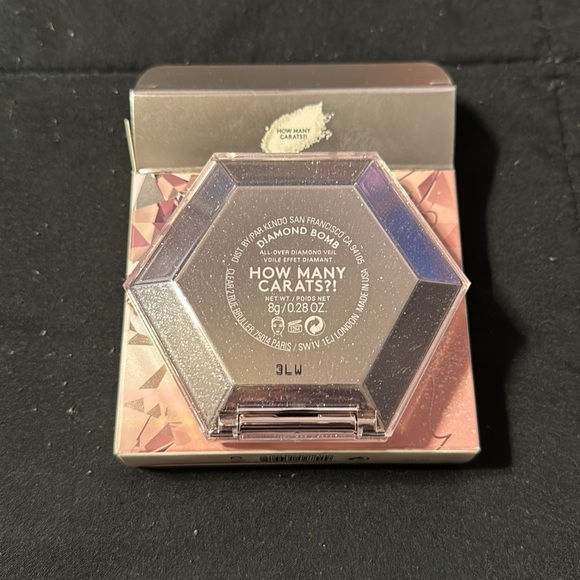 HOW MANY
CARATS?!
DIST. BY/PAR KENDO SAN FRANCISCO CA 94105
DIAMOND BOMB
ALL-OVER DIAMOND VEIL
VOILE EFFET DIAMANT
HOW MANY
CARATS?!
NET WT. / POIDS NET
8g / 0.28 OZ.
CLEAR 2 RUE BRULLER 75014 PARIS / SW1V 1EJ LONDON. MADE IN USA
3LW